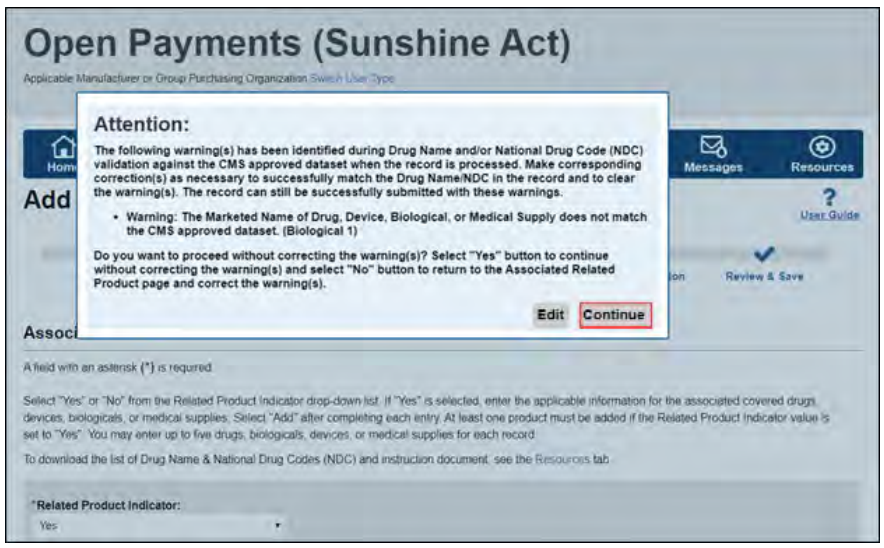 Open Payments (Sunshine Act)
Applicable Manufacturer or Group Purchasing Organization Switch User Type
Attention:
The following warning(s) has been identified during Drug Name and/or National Drug Code (NDC)
validation against the CMS approved dataset when the record is processed. Make corresponding
correction(s) as necessary to successfully match the Drug Name/NDC in the record and to clear
the warning(s). The record can still be successfully submitted with these warnings.
• Warning: The Marketed Name of Drug, Device, Biological, or Medical Supply does not match
the CMS approved dataset. (Biological 1)
Do you want to proceed without correcting the warning(s)? Select "Yes" button to continue
without correcting the warning(s) and select "No" button to return to the Associated Related
Product page and correct the warning(s).
Edit Continue
Hom
Messages
Resources
Add
?
User Guide
ion
Review & Save
Associ
A field with an asterisk (*) is required
Select "Yes" or "No" from the Related Product Indicator drop-down list. If "Yes" is selected, enter the applicable information for the associated covered drugs,
devices, biologicals, or medical supplies. Select "Add" after completing each entry. At least one product must be added if the Related Product Indicator value is
set to "Yes". You may enter up to five drugs, biologicals, devices, or medical supplies for each record
To download the list of Drug Name & National Drug Codes (NDC) and instruction document, see the Resources tab
*Related Product Indicator:
Yes